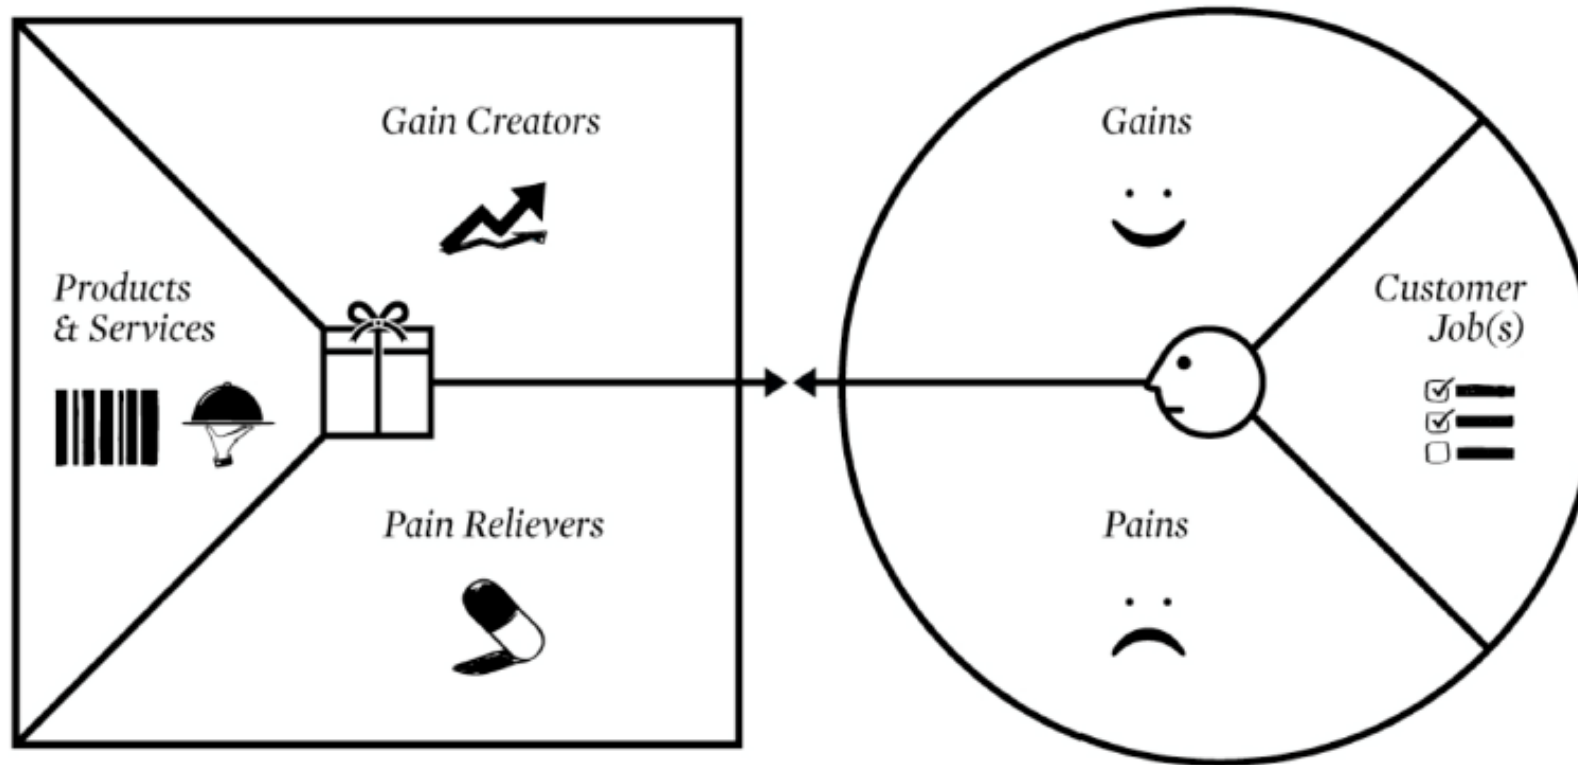 Gain Creators
Gains
Products
& Services
Customer
Job(s)
Pain Relievers
Pains